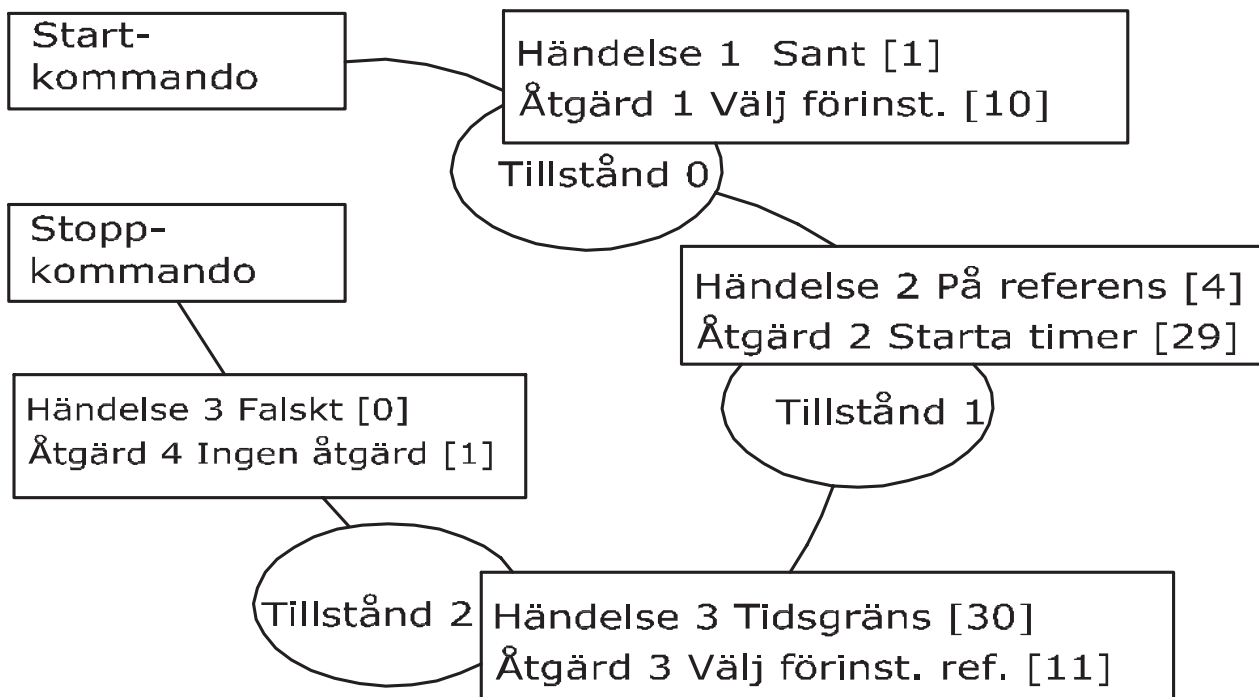 Start-
kommando
Händelse 1 Sant [1]
Åtgärd 1 Välj förinst. [10]
Tillstånd 0
Stopp-
kommando
Händelse 2 På referens [4]
Åtgärd 2 Starta timer [29]
Tillstånd 1
Händelse 3 Falskt [0]
Åtgärd 4 Ingen åtgärd [1]
Tillstånd 2
Händelse 3 Tidsgräns [30]
Åtgärd 3 Välj förinst. ref. [11]